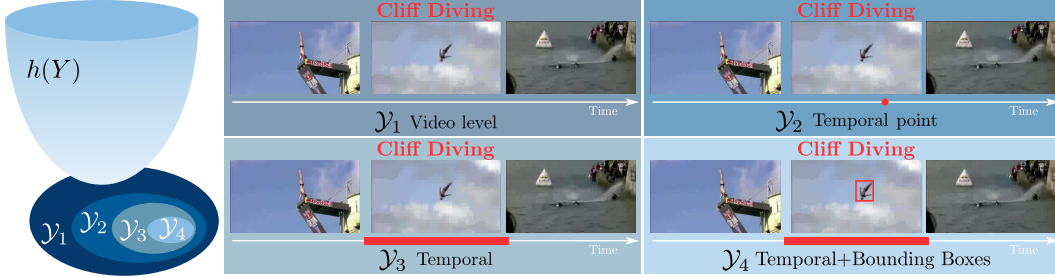 h(Y)
𝒴1
𝒴2
𝒴3
𝒴4
Cliff Diving
Time
𝒴1 Video level
Cliff Diving
Time
𝒴2 Temporal point
Cliff Diving
Time
𝒴3 Temporal
Cliff Diving
Time
𝒴4 Temporal+Bounding Boxes